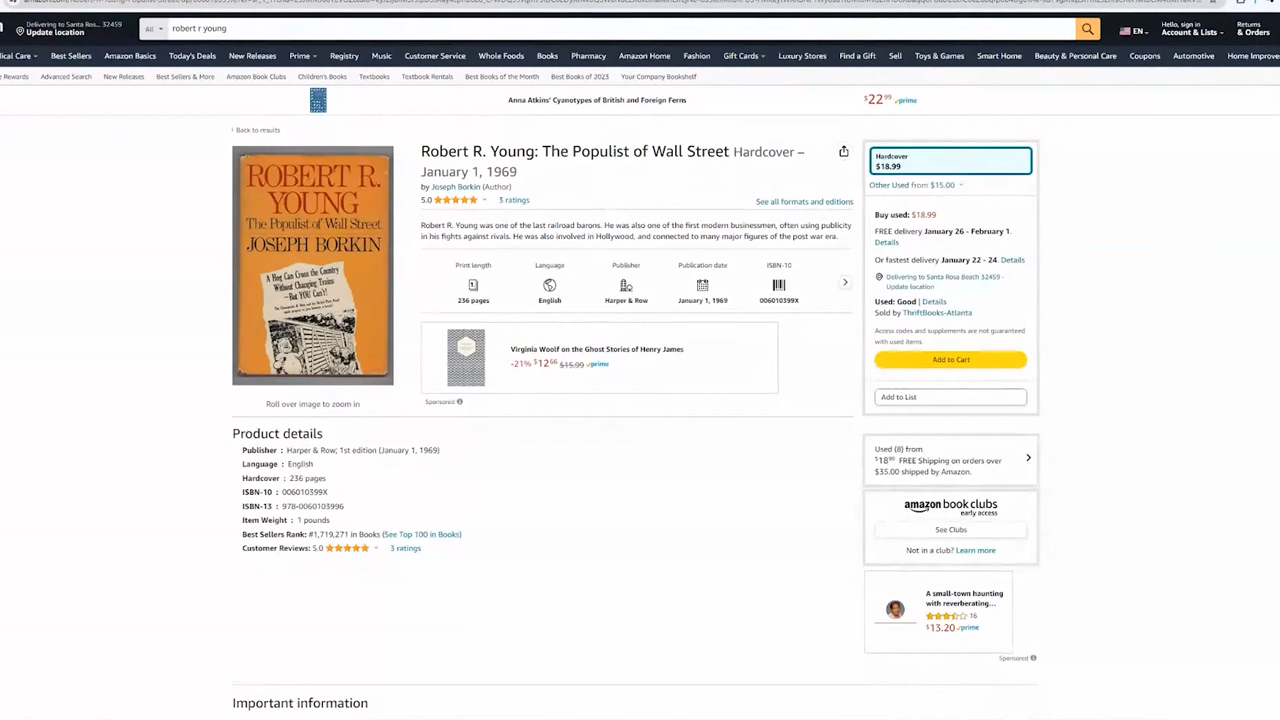 Delivering to Santa Ros... 32459
Update location
All
robert r young
EN
Hello, sign in
Account & Lists
Returns
& Orders
ical Care
Best Sellers
Amazon Basics
Today's Deals
New Releases
Prime
Registry
Music
Customer Service
Whole Foods
Books
Pharmacy
Amazon Home
Fashion
Gift Cards
Luxury Stores
Find a Gift
Sell
Toys & Games
Smart Home
Beauty & Personal Care
Coupons
Automotive
Home Improve
e Rewards
Advanced Search
New Releases
Best Sellers & More
Amazon Book Clubs
Children's Books
Textbooks
Textbook Rentals
Best Books of the Month
Best Books of 2023
Your Company Bookshelf
Anna Atkins' Cyanotypes of British and Foreign Ferns
$22.99 prime
‹ Back to results
ROBERT R.
YOUNG
The Populist of Wall Street
JOSEPH BORKIN
A Hog Can Cross the Country
Without Changing Trains
—But YOU Can't!
Roll over image to zoom in
Robert R. Young: The Populist of Wall Street Hardcover –
January 1, 1969
by Joseph Borkin (Author)
5.0
3 ratings
See all formats and editions
Robert R. Young was one of the last railroad barons. He was also one of the first modern businessmen, often using publicity
in his fights against rivals. He was also involved in Hollywood, and connected to many major figures of the post war era.
Print length
236 pages
Language
English
Publisher
Harper & Row
Publication date
January 1, 1969
ISBN-10
006010399X
Virginia Woolf on the Ghost Stories of Henry James
-21% $12.66 $15.99 prime
Sponsored
Hardcover
$18.99
Other Used from $15.00
Buy used: $18.99
FREE delivery January 26 - February 1.
Details
Or fastest delivery January 22 - 24. Details
Delivering to Santa Rosa Beach 32459 -
Update location
Used: Good | Details
Sold by ThriftBooks-Atlanta
Access codes and supplements are not guaranteed
with used items.
Add to Cart
Add to List
Used (8) from
$18.99 FREE Shipping on orders over
$35.00 shipped by Amazon.
amazon book clubs
early access
See Clubs
Not in a club? Learn more
A small-town haunting
with reverberating...
16
$13.20 prime
Sponsored
Product details
Publisher : Harper & Row; 1st edition (January 1, 1969)
Language : English
Hardcover : 236 pages
ISBN-10 : 006010399X
ISBN-13 : 978-0060103996
Item Weight : 1 pounds
Best Sellers Rank: #1,719,271 in Books (See Top 100 in Books)
Customer Reviews: 5.0 3 ratings
Important information